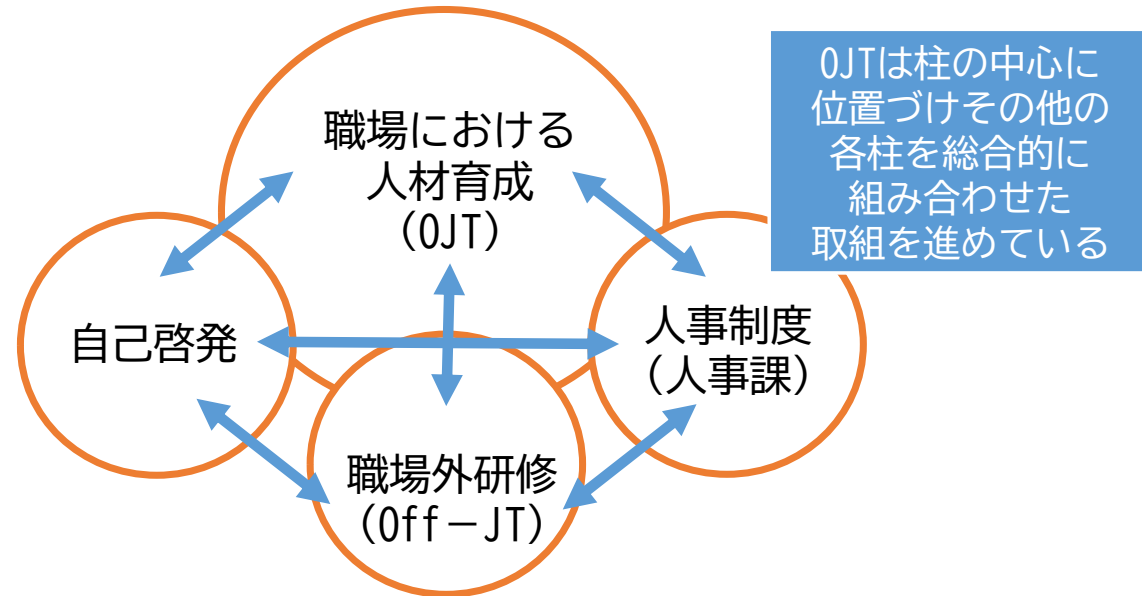 職場における
人材育成
(OJT)
OJTは柱の中心に
位置づけその他の
各柱を総合的に
組み合わせた
取組を進めている
自己啓発
人事制度
(人事課)
職場外研修
(Off-JT)